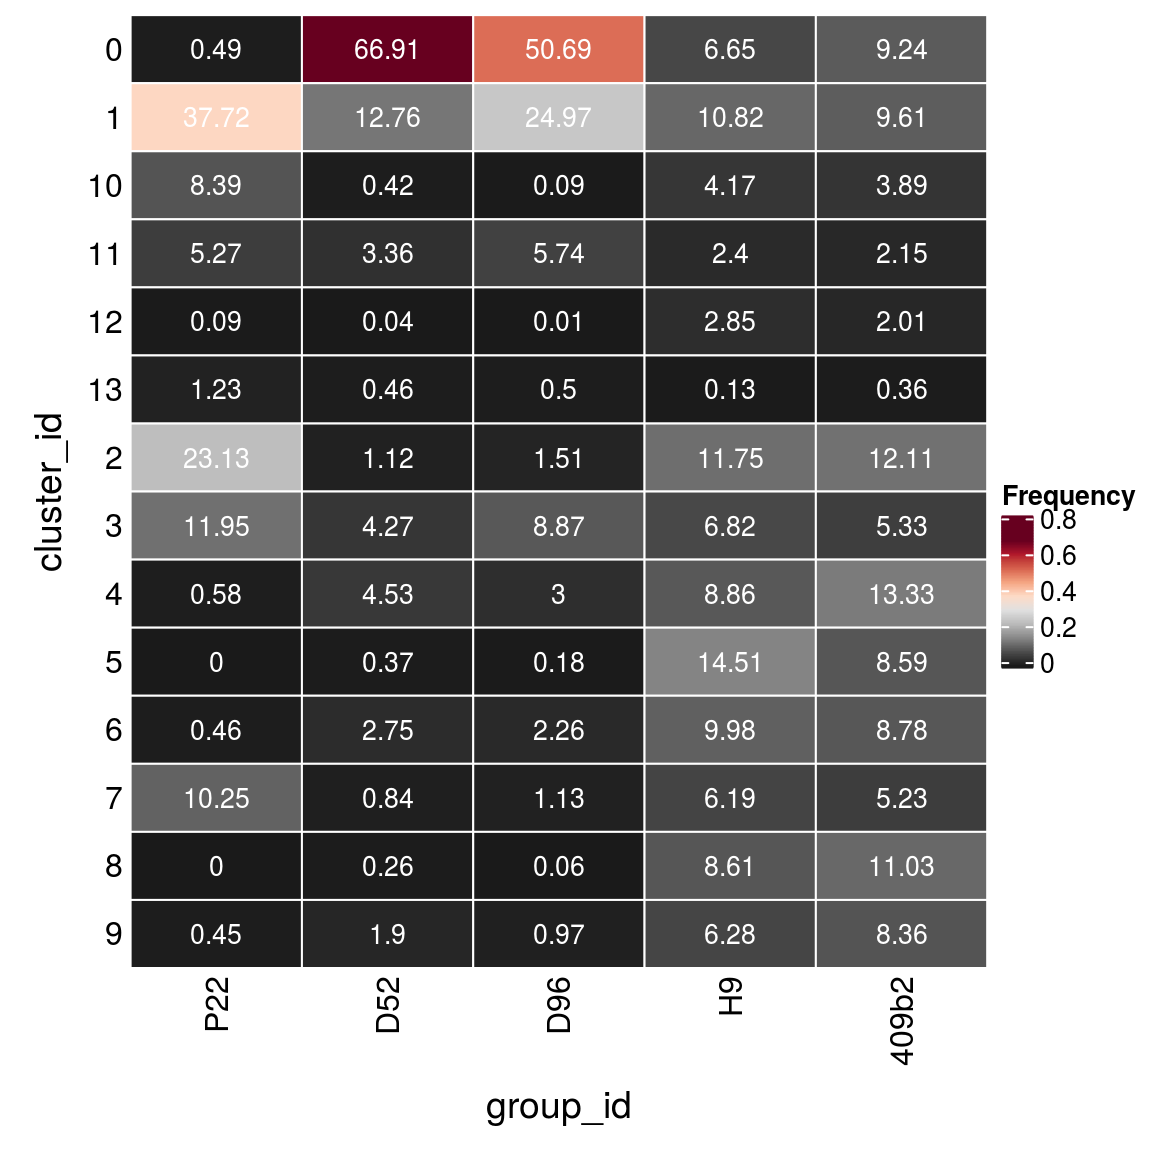 0 0.49 66.91 50.69 6.65 9.24
1 37.72 12.76 24.97 10.82 9.61
10 8.39 0.42 0.09 4.17 3.89
11 5.27 3.36 5.74 2.4 2.15
12 0.09 0.04 0.01 2.85 2.01
13 1.23 0.46 0.5 0.13 0.36
2 23.13 1.12 1.51 11.75 12.11
3 11.95 4.27 8.87 6.82 5.33
4 0.58 4.53 3 8.86 13.33
5 0 0.37 0.18 14.51 8.59
6 0.46 2.75 2.26 9.98 8.78
7 10.25 0.84 1.13 6.19 5.23
8 0 0.26 0.06 8.61 11.03
9 0.45 1.9 0.97 6.28 8.36
P22 D52 D96 H9 409b2
group_id
cluster_id
Frequency
0.8
0.6
0.4
0.2
0